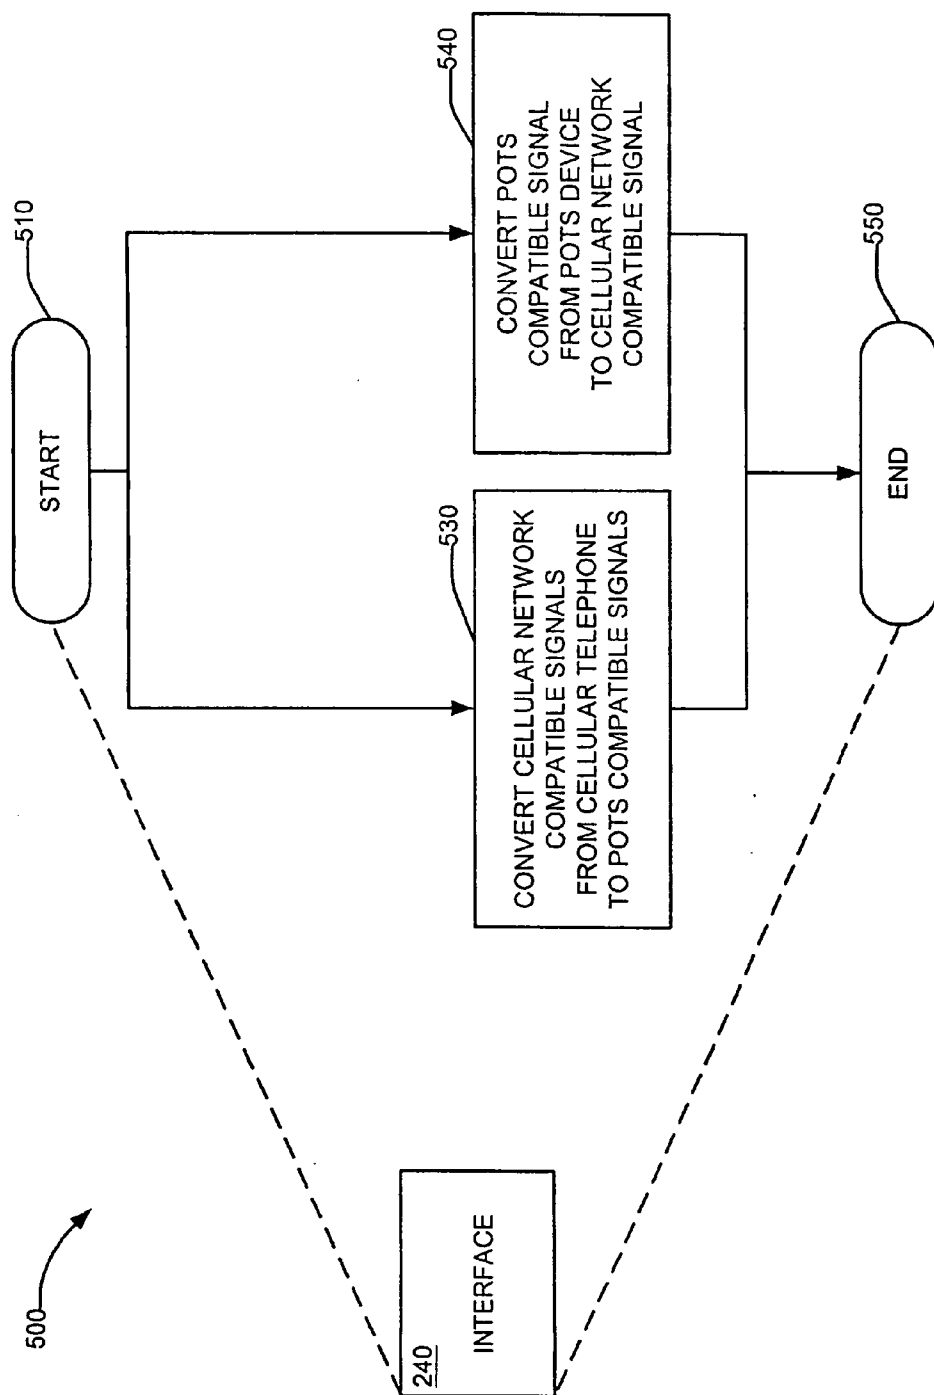 500
240
INTERFACE
510
START
530
CONVERT CELLULAR NETWORK
COMPATIBLE SIGNALS
FROM CELLULAR TELEPHONE
TO POTS COMPATIBLE SIGNALS
540
CONVERT POTS
COMPATIBLE SIGNAL
FROM POTS DEVICE
TO CELLULAR NETWORK
COMPATIBLE SIGNAL
550
END